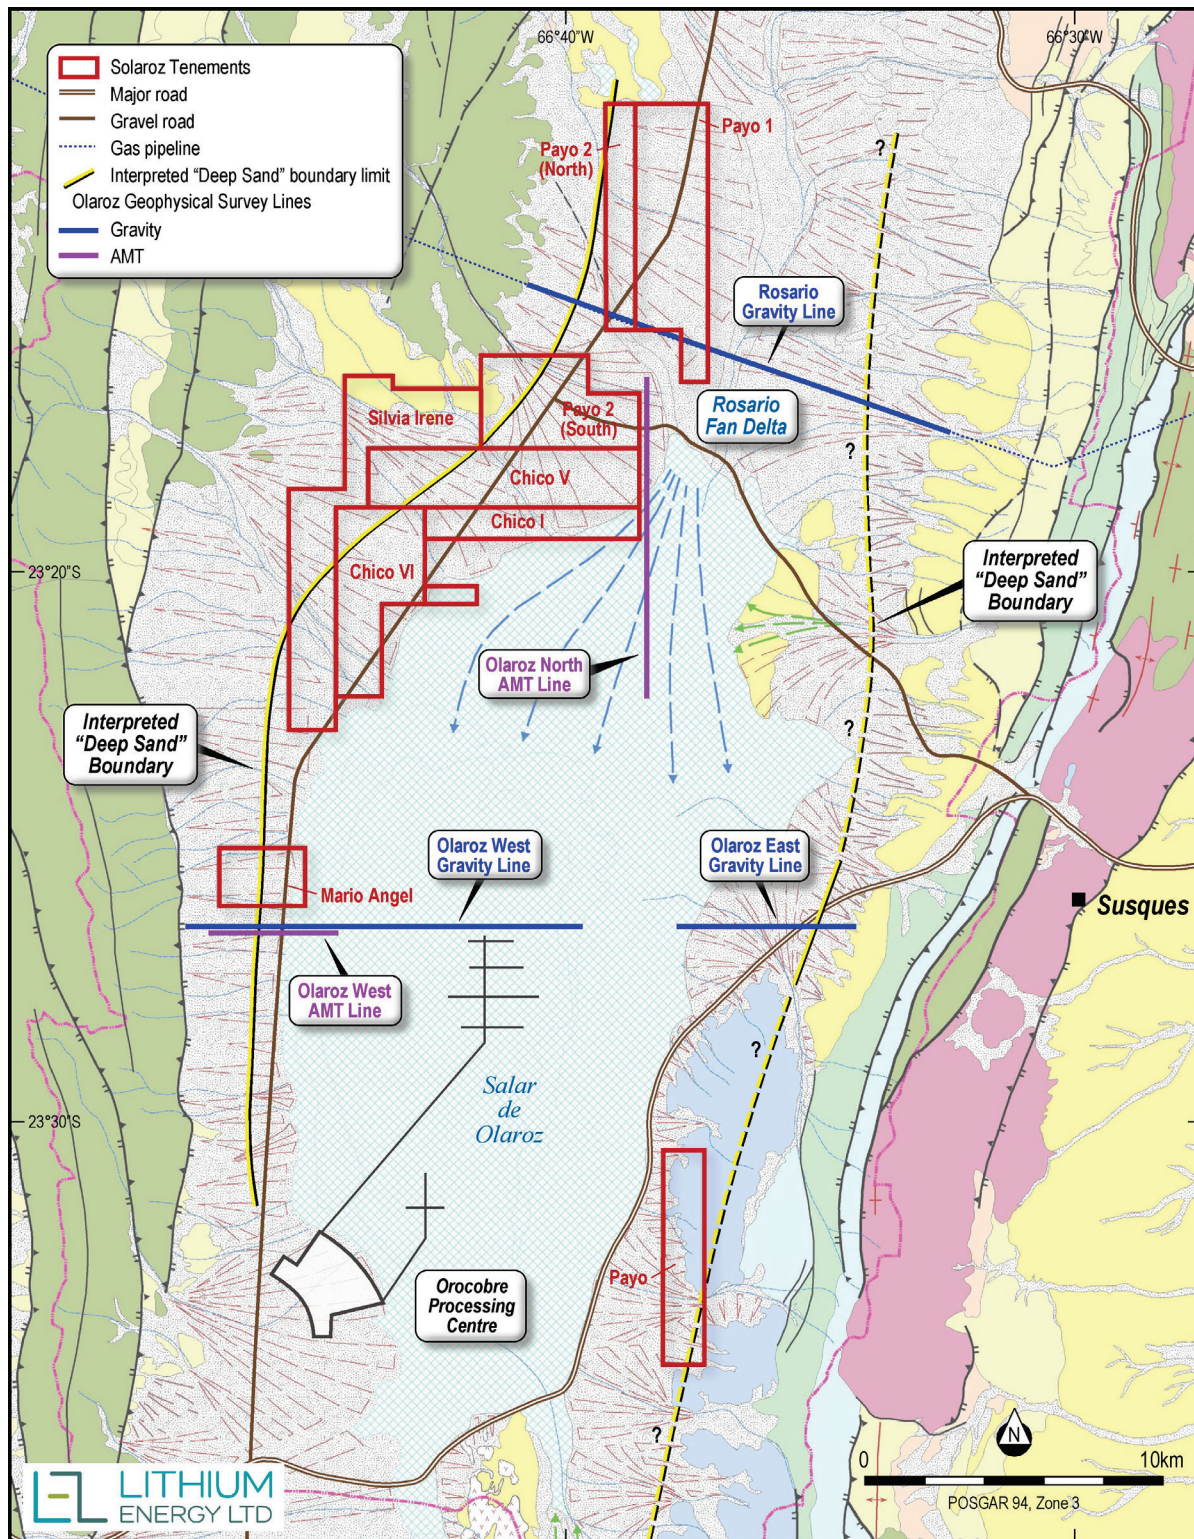 66°40'W
66°30'W
Solaroz Tenements
Major road
Gravel road
Gas pipeline
Interpreted “Deep Sand” boundary limit
Olaroz Geophysical Survey Lines
Gravity
AMT
Payo 1
Payo 2
(North)
?
Rosario
Gravity Line
Silvia Irene
Payo 2
(South)
Rosario
Fan Delta
?
Chico V
Chico I
23°20'S
Chico VI
Interpreted
“Deep Sand”
Boundary
Olaroz North
AMT Line
Interpreted
“Deep Sand”
Boundary
?
Olaroz West
Gravity Line
Olaroz East
Gravity Line
Mario Angel
Susques
Olaroz West
AMT Line
?
Salar
de
Olaroz
23°30'S
Payo
Orocobre
Processing
Centre
?
N
0
10km
POSGAR 94, Zone 3
LITHIUM
ENERGY LTD